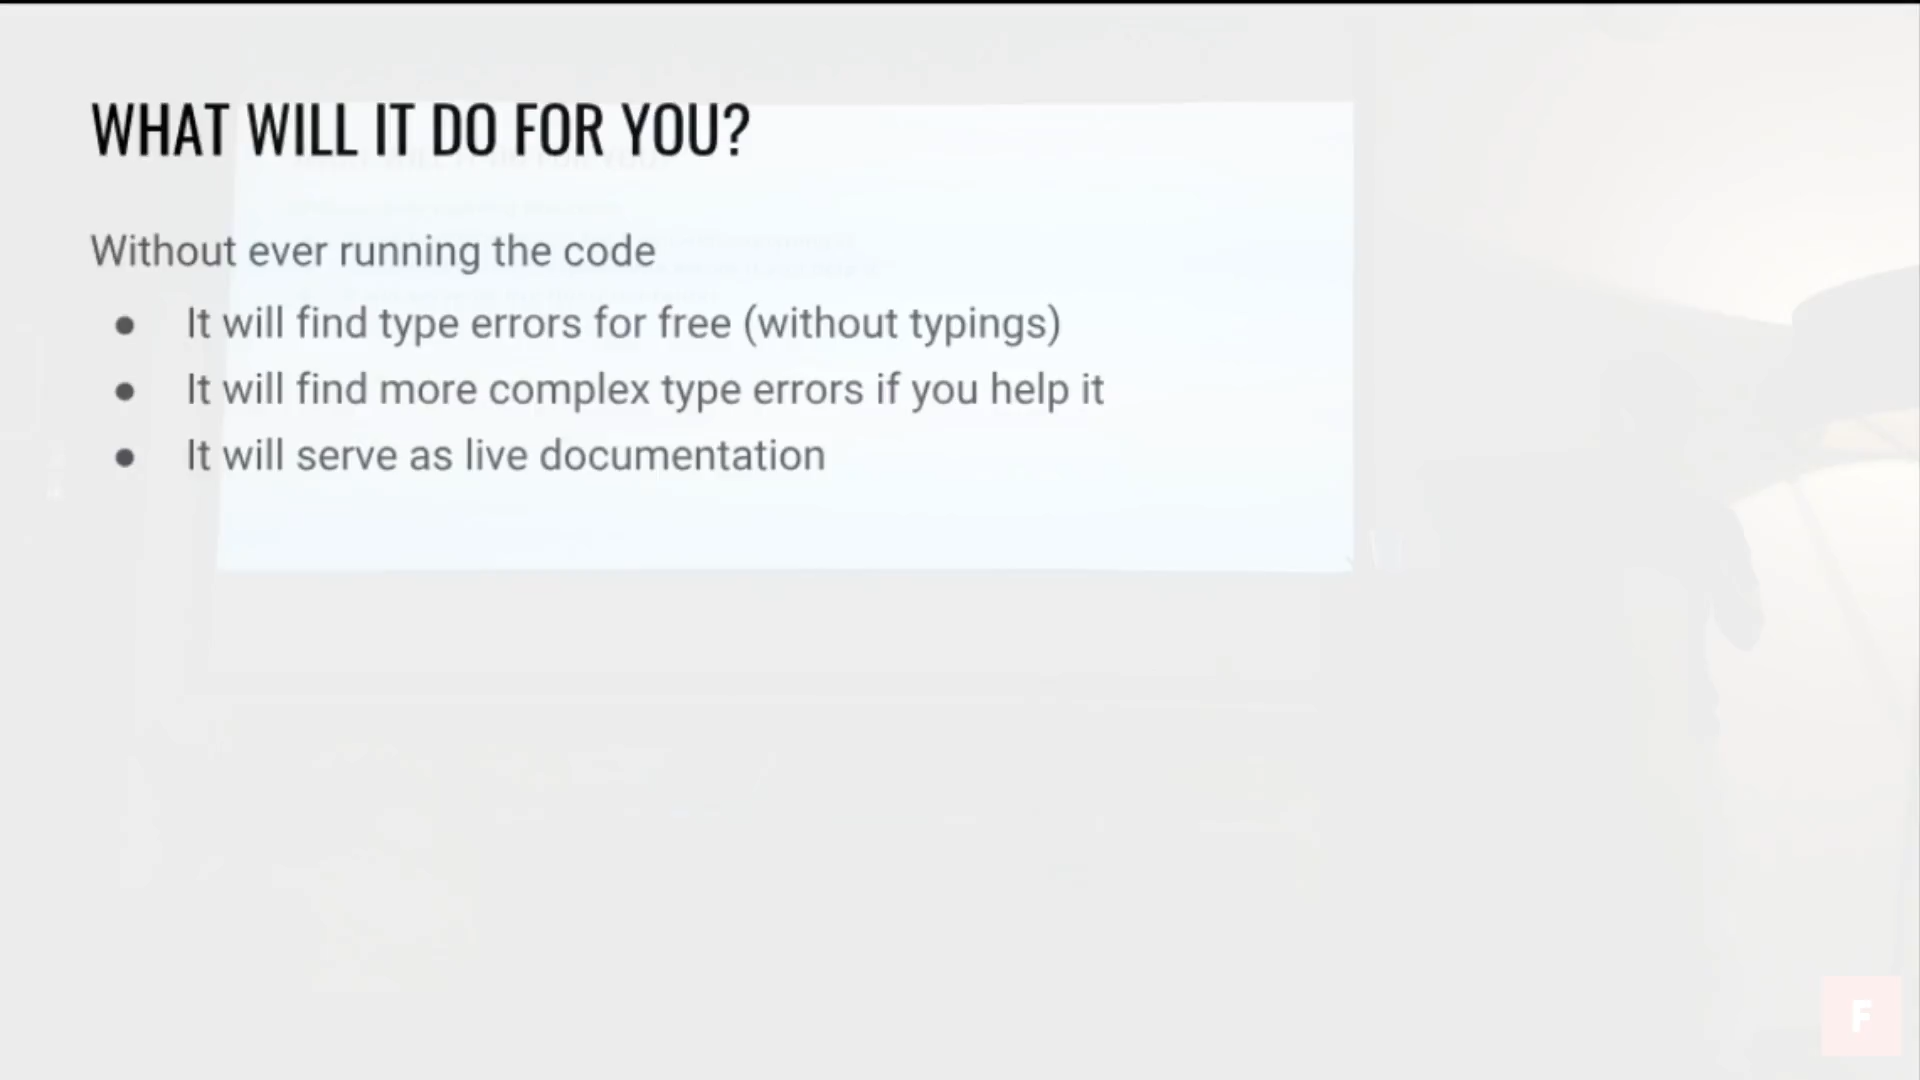 WHAT WILL IT DO FOR YOU?
Without ever running the code
● It will find type errors for free (without typings)
● It will find more complex type errors if you help it
● It will serve as live documentation
F